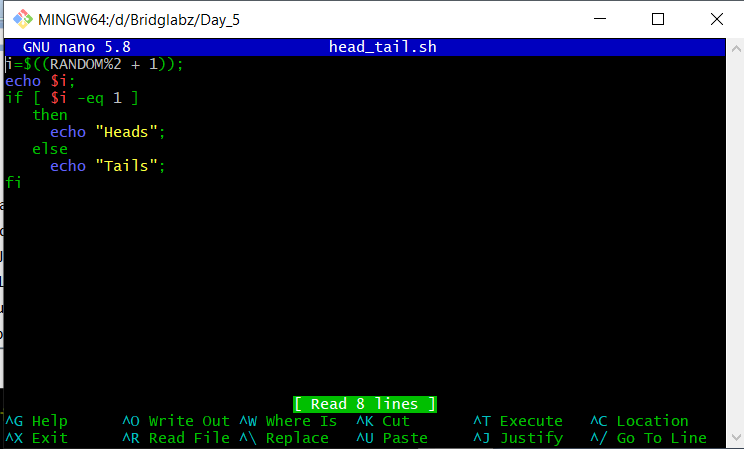 MINGW64:/d/Bridglabz/Day_5
GNU nano 5.8 head_tail.sh
i=$((RANDOM%2 + 1));
echo $i;
if [ $i -eq 1 ]
   then
     echo "Heads";
   else
     echo "Tails";
fi
[ Read 8 lines ]
^G Help ^O Write Out ^W Where Is ^K Cut ^T Execute ^C Location
^X Exit ^R Read File ^\ Replace ^U Paste ^J Justify ^/ Go To Line